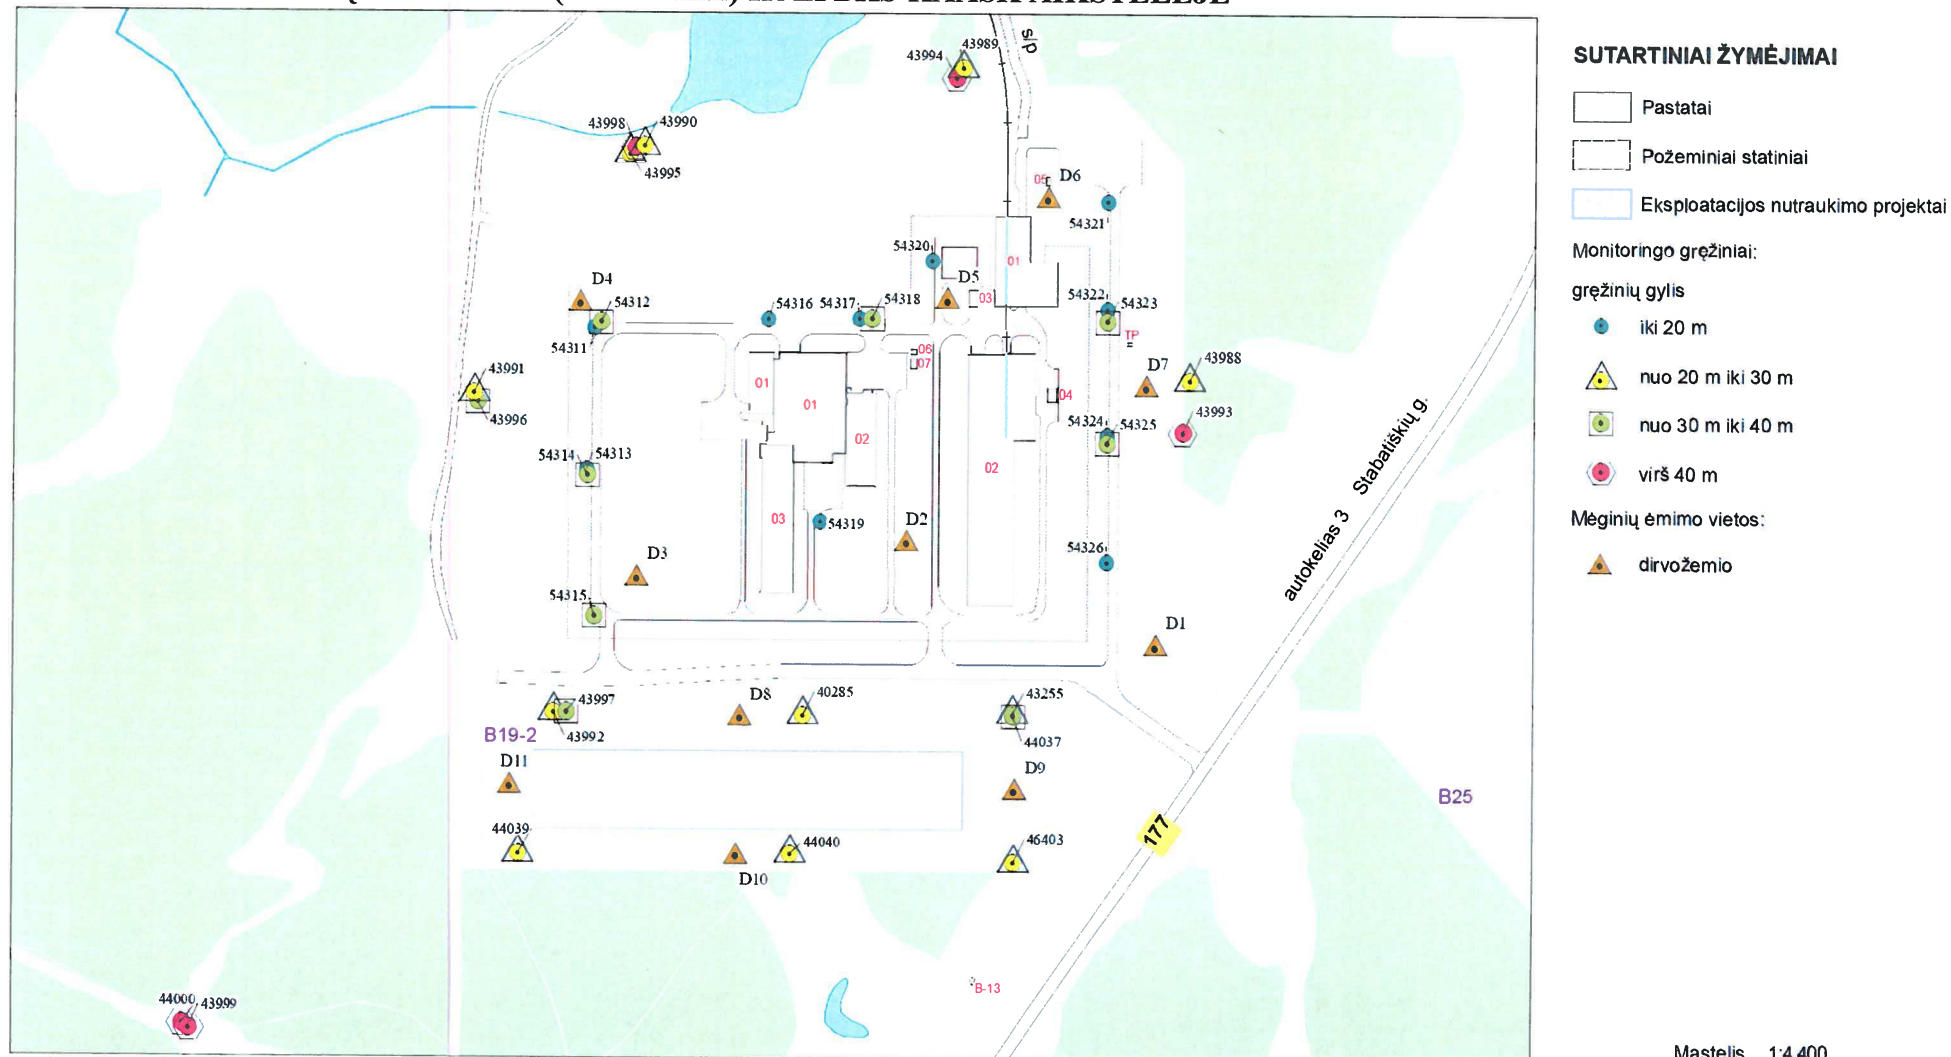 SUTARTINIAI ŽYMĖJIMAI
Pastatai
Požeminiai statiniai
Eksploatacijos nutraukimo projektai
Monitoringo gręžiniai:
gręžinių gylis
iki 20 m
nuo 20 m iki 30 m
nuo 30 m iki 40 m
virš 40 m
Mėginių ėmimo vietos:
dirvožemio
Mastelis 1:4 400
s/p
43994
43989
43998
43990
43995
05
D6
54321
54320
01
D5
03
D4
54312
54311
54316
54317
54318
54322
54323
TP
06
07
43991
43996
01
01
02
04
D7
43988
43993
54324
54325
02
54314
54313
03
54319
D2
D3
54326
54315
D1
autokelias 3 Stabatiškių g.
43997
43992
D8
40285
43255
44037
B19-2
D11
D9
B25
177
44039
44040
46403
D10
B-13
44000
43999